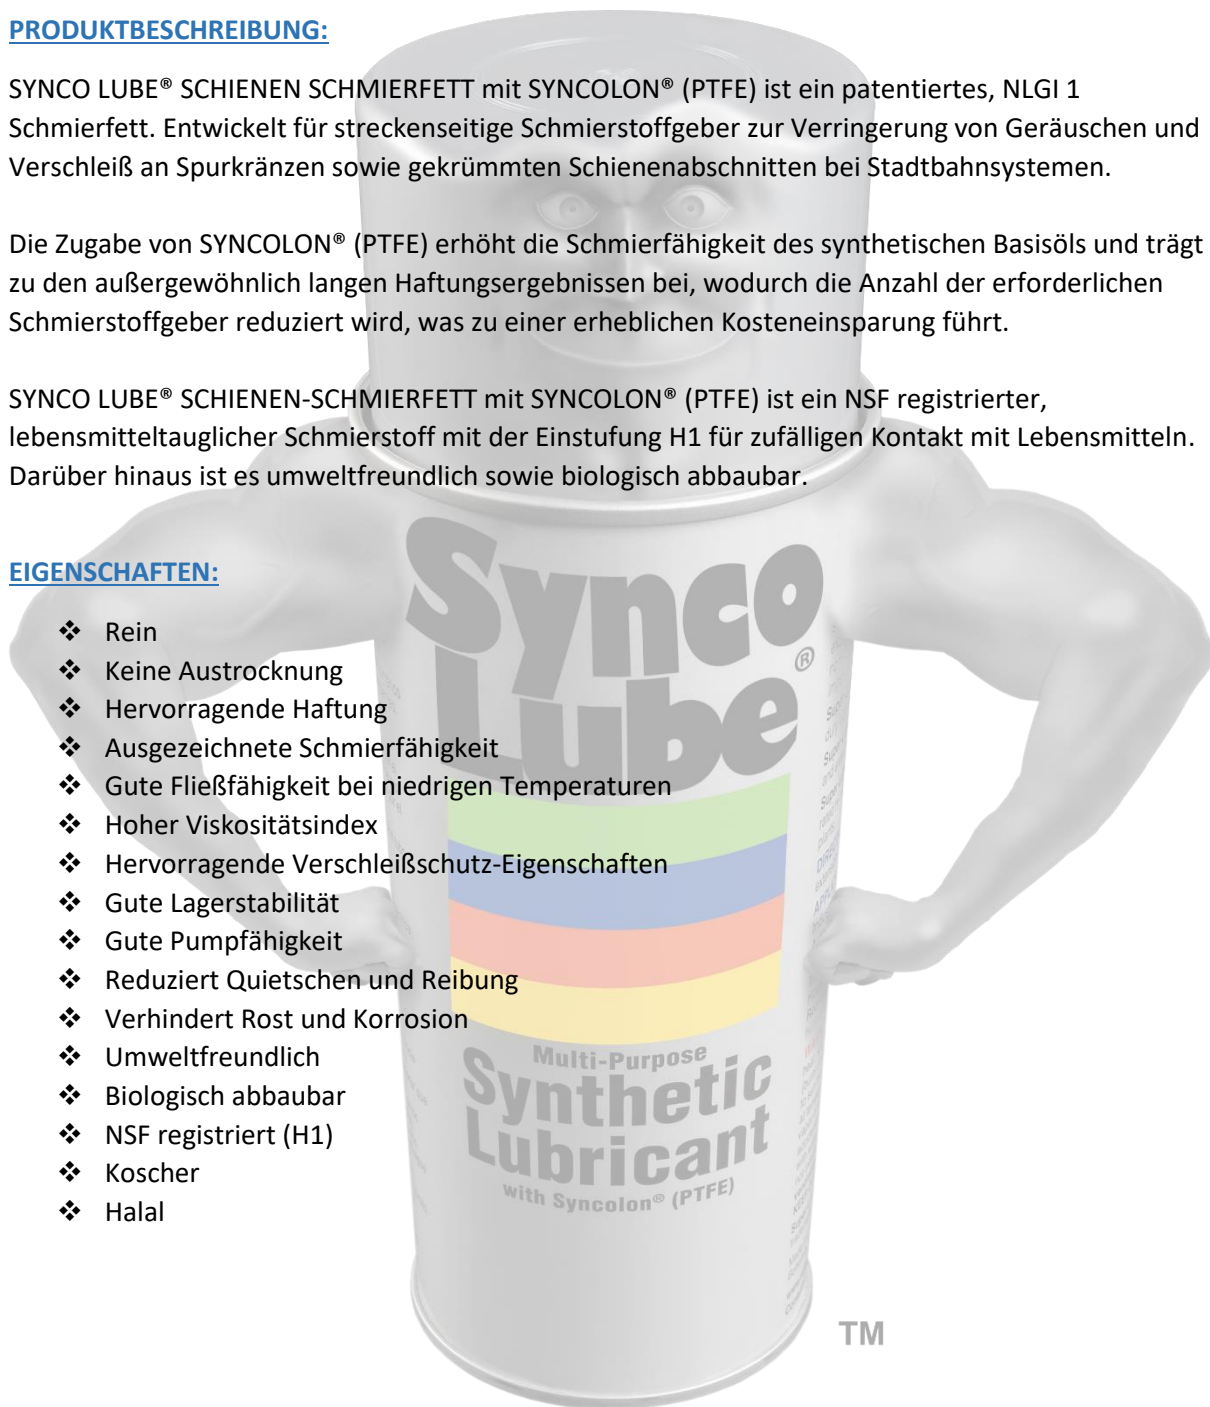 PRODUKTBESCHREIBUNG:
SYNCO LUBE® SCHIENEN SCHMIERFETT mit SYNCOLON® (PTFE) ist ein patentiertes, NLGI 1
Schmierfett. Entwickelt für streckenseitige Schmierstoffgeber zur Verringerung von Geräuschen und
Verschleiß an Spurkränzen sowie gekrümmten Schienenabschnitten bei Stadtbahnsystemen.
Die Zugabe von SYNCOLON® (PTFE) erhöht die Schmierfähigkeit des synthetischen Basisöls und trägt
zu den außergewöhnlich langen Haftungsergebnissen bei, wodurch die Anzahl der erforderlichen
Schmierstoffgeber reduziert wird, was zu einer erheblichen Kosteneinsparung führt.
SYNCO LUBE® SCHIENEN-SCHMIERFETT mit SYNCOLON® (PTFE) ist ein NSF registrierter,
lebensmitteltauglicher Schmierstoff mit der Einstufung H1 für zufälligen Kontakt mit Lebensmitteln.
Darüber hinaus ist es umweltfreundlich sowie biologisch abbaubar.
EIGENSCHAFTEN:
❖ Rein
❖ Keine Austrocknung
❖ Hervorragende Haftung
❖ Ausgezeichnete Schmierfähigkeit
❖ Gute Fließfähigkeit bei niedrigen Temperaturen
❖ Hoher Viskositätsindex
❖ Hervorragende Verschleißschutz-Eigenschaften
❖ Gute Lagerstabilität
❖ Gute Pumpfähigkeit
❖ Reduziert Quietschen und Reibung
❖ Verhindert Rost und Korrosion
❖ Umweltfreundlich
❖ Biologisch abbaubar
❖ NSF registriert (H1)
❖ Koscher
❖ Halal
Synco
Lube®
Multi-Purpose
Synthetic
Lubricant
with Syncolon® (PTFE)
TM